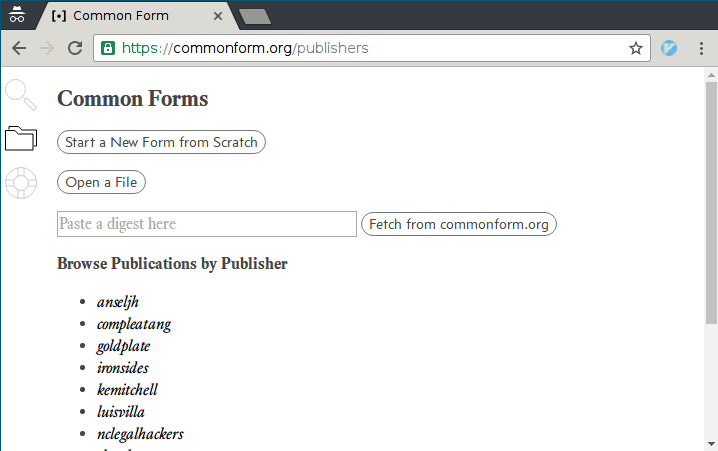 Common Form
https://commonform.org/publishers
Common Forms
Start a New Form from Scratch
Open a File
Paste a digest here Fetch from commonform.org
Browse Publications by Publisher
anseljh
compleatang
goldplate
ironsides
kemitchell
luisvilla
nclegalhackers